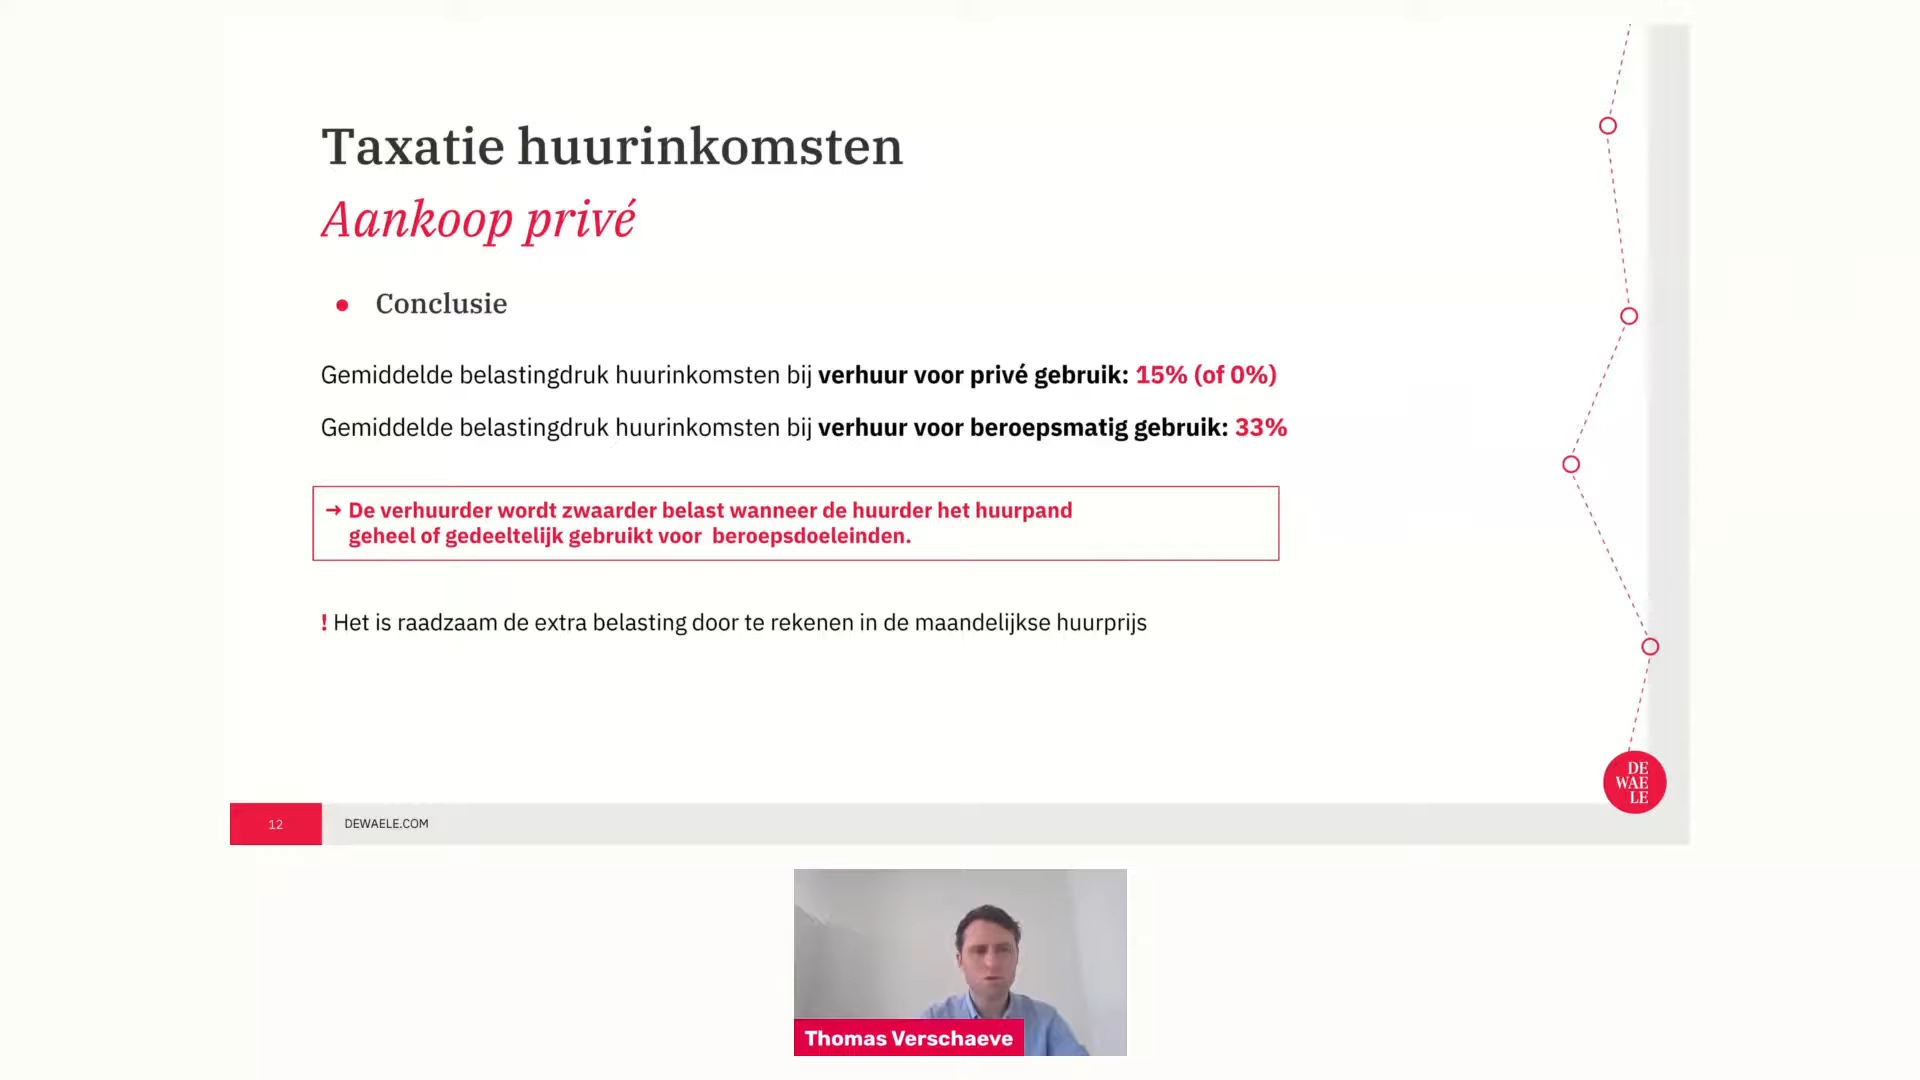 Taxatie huurinkomsten
Aankoop privé
● Conclusie
Gemiddelde belastingdruk huurinkomsten bij verhuur voor privé gebruik: 15% (of 0%)
Gemiddelde belastingdruk huurinkomsten bij verhuur voor beroepsmatig gebruik: 33%
→ De verhuurder wordt zwaarder belast wanneer de huurder het huurpand
geheel of gedeeltelijk gebruikt voor  beroepsdoeleinden.
! Het is raadzaam de extra belasting door te rekenen in de maandelijkse huurprijs
DE
WAE
LE
12
DEWAELE.COM
Thomas Verschaeve